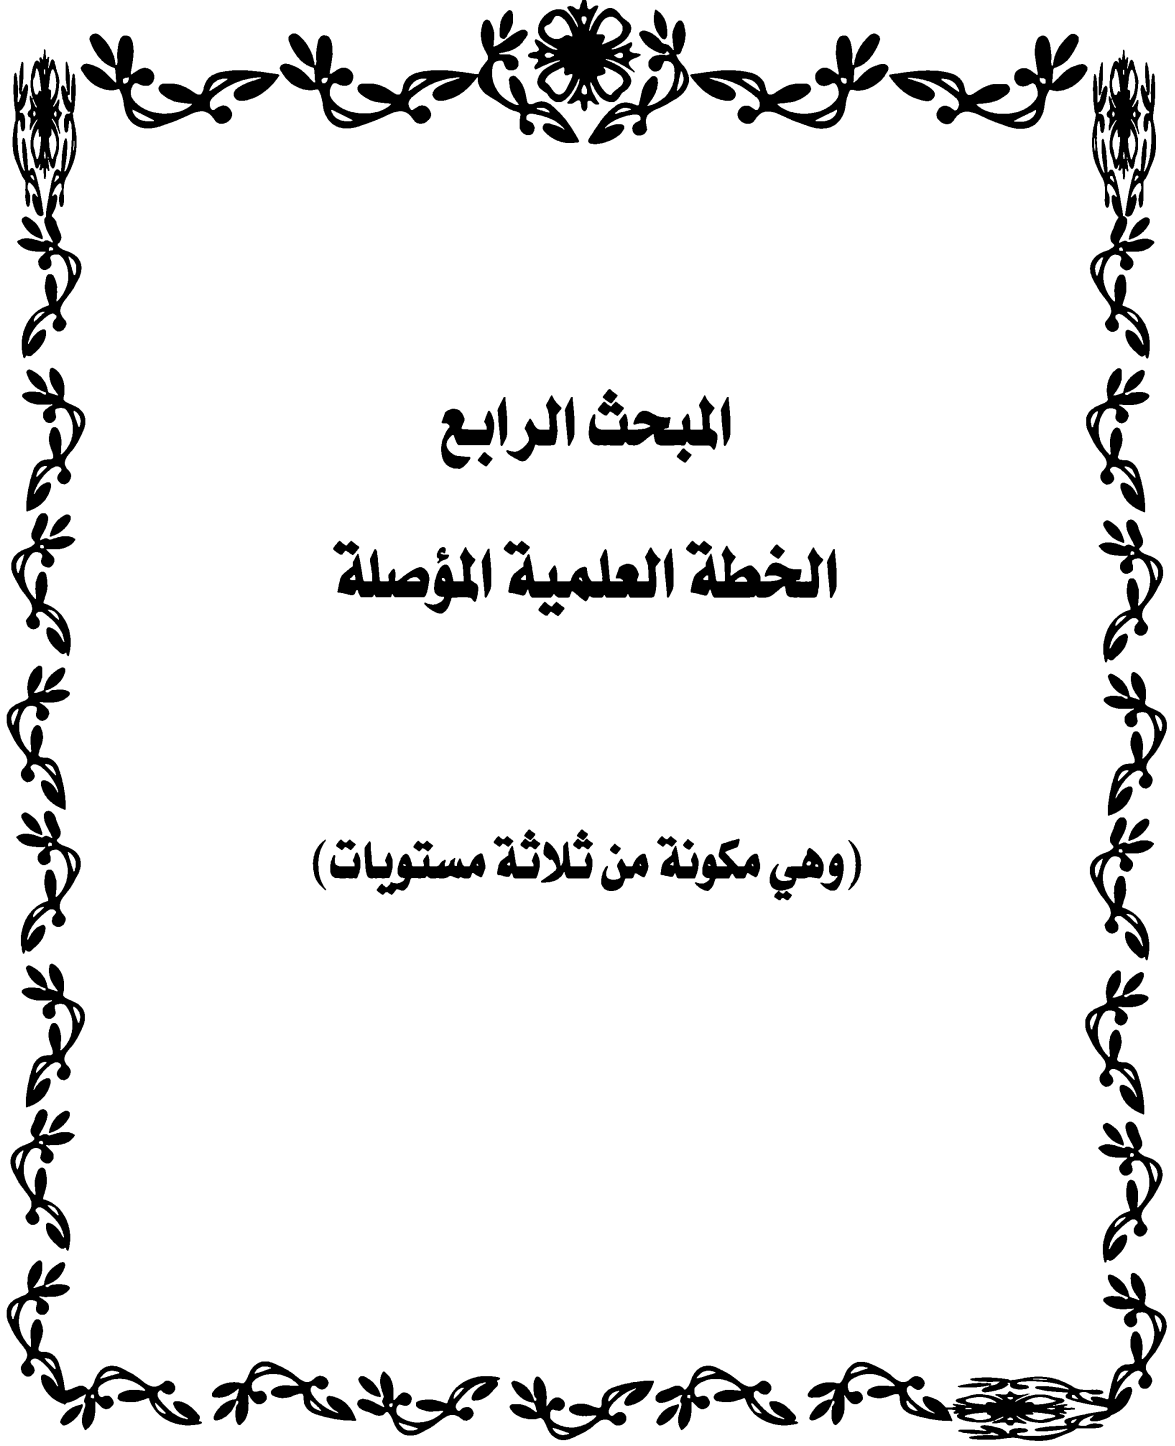 المبحث الرابع
الخطة العلمية المؤصلة
(وهي مكونة من ثلاثة مستويات)